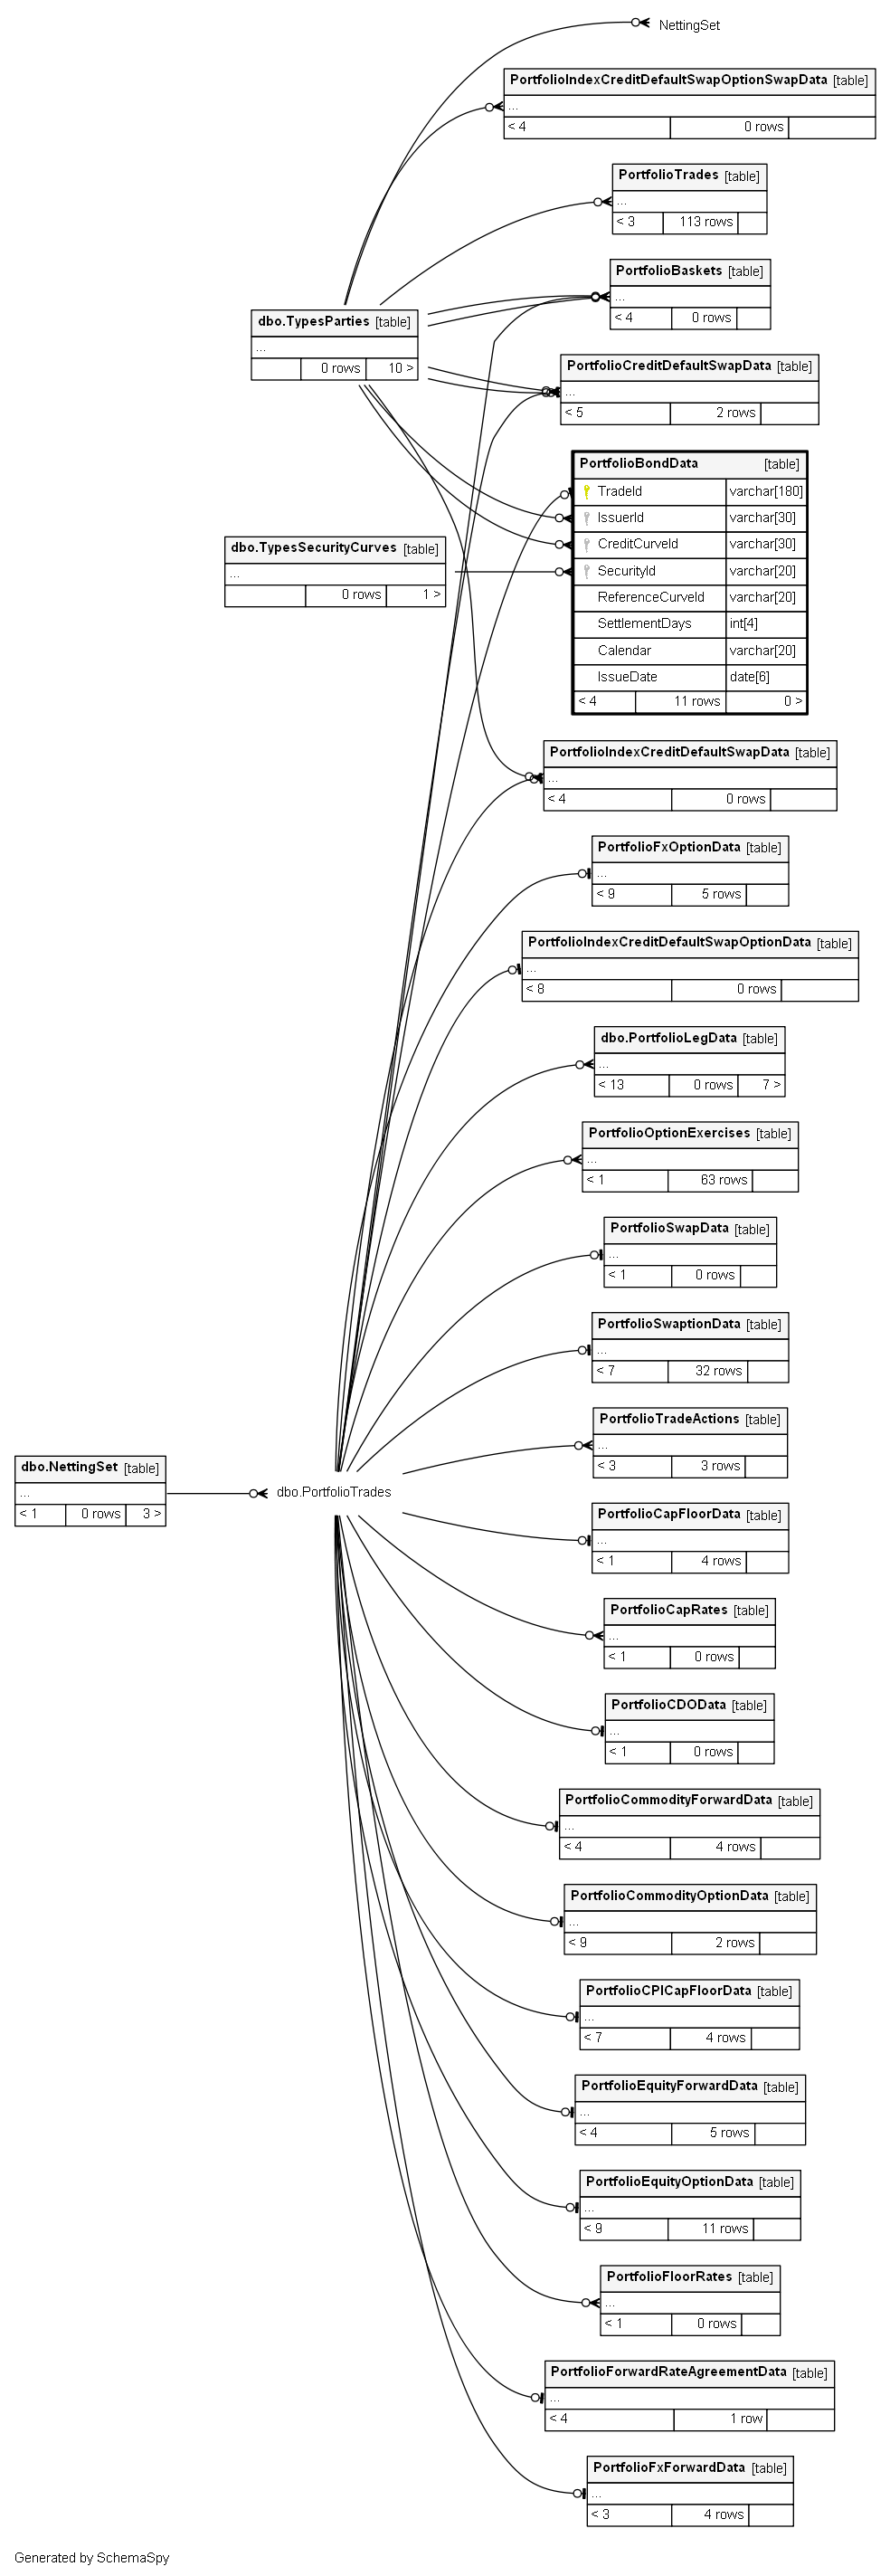 NettingSet
PortfolioIndexCreditDefaultSwapOptionSwapData [table]
...
< 4 0 rows
PortfolioTrades [table]
...
< 3 113 rows
PortfolioBaskets [table]
...
< 4 0 rows
dbo.TypesParties [table]
...
0 rows 10 >
PortfolioCreditDefaultSwapData [table]
...
< 5 2 rows
PortfolioBondData [table]
TradeId varchar[180]
IssuerId varchar[30]
CreditCurveId varchar[30]
SecurityId varchar[20]
ReferenceCurveId varchar[20]
SettlementDays int[4]
Calendar varchar[20]
IssueDate date[6]
< 4 11 rows 0 >
dbo.TypesSecurityCurves [table]
...
0 rows 1 >
PortfolioIndexCreditDefaultSwapData [table]
...
< 4 0 rows
PortfolioFxOptionData [table]
...
< 9 5 rows
PortfolioIndexCreditDefaultSwapOptionData [table]
...
< 8 0 rows
dbo.PortfolioLegData [table]
...
< 13 0 rows 7 >
PortfolioOptionExercises [table]
...
< 1 63 rows
PortfolioSwapData [table]
...
< 1 0 rows
PortfolioSwaptionData [table]
...
< 7 32 rows
PortfolioTradeActions [table]
...
< 3 3 rows
dbo.NettingSet [table]
...
< 1 0 rows 3 >
dbo.PortfolioTrades
PortfolioCapFloorData [table]
...
< 1 4 rows
PortfolioCapRates [table]
...
< 1 0 rows
PortfolioCDOData [table]
...
< 1 0 rows
PortfolioCommodityForwardData [table]
...
< 4 4 rows
PortfolioCommodityOptionData [table]
...
< 9 2 rows
PortfolioCPICapFloorData [table]
...
< 7 4 rows
PortfolioEquityForwardData [table]
...
< 4 5 rows
PortfolioEquityOptionData [table]
...
< 9 11 rows
PortfolioFloorRates [table]
...
< 1 0 rows
PortfolioForwardRateAgreementData [table]
...
< 4 1 row
PortfolioFxForwardData [table]
...
< 3 4 rows
Generated by SchemaSpy